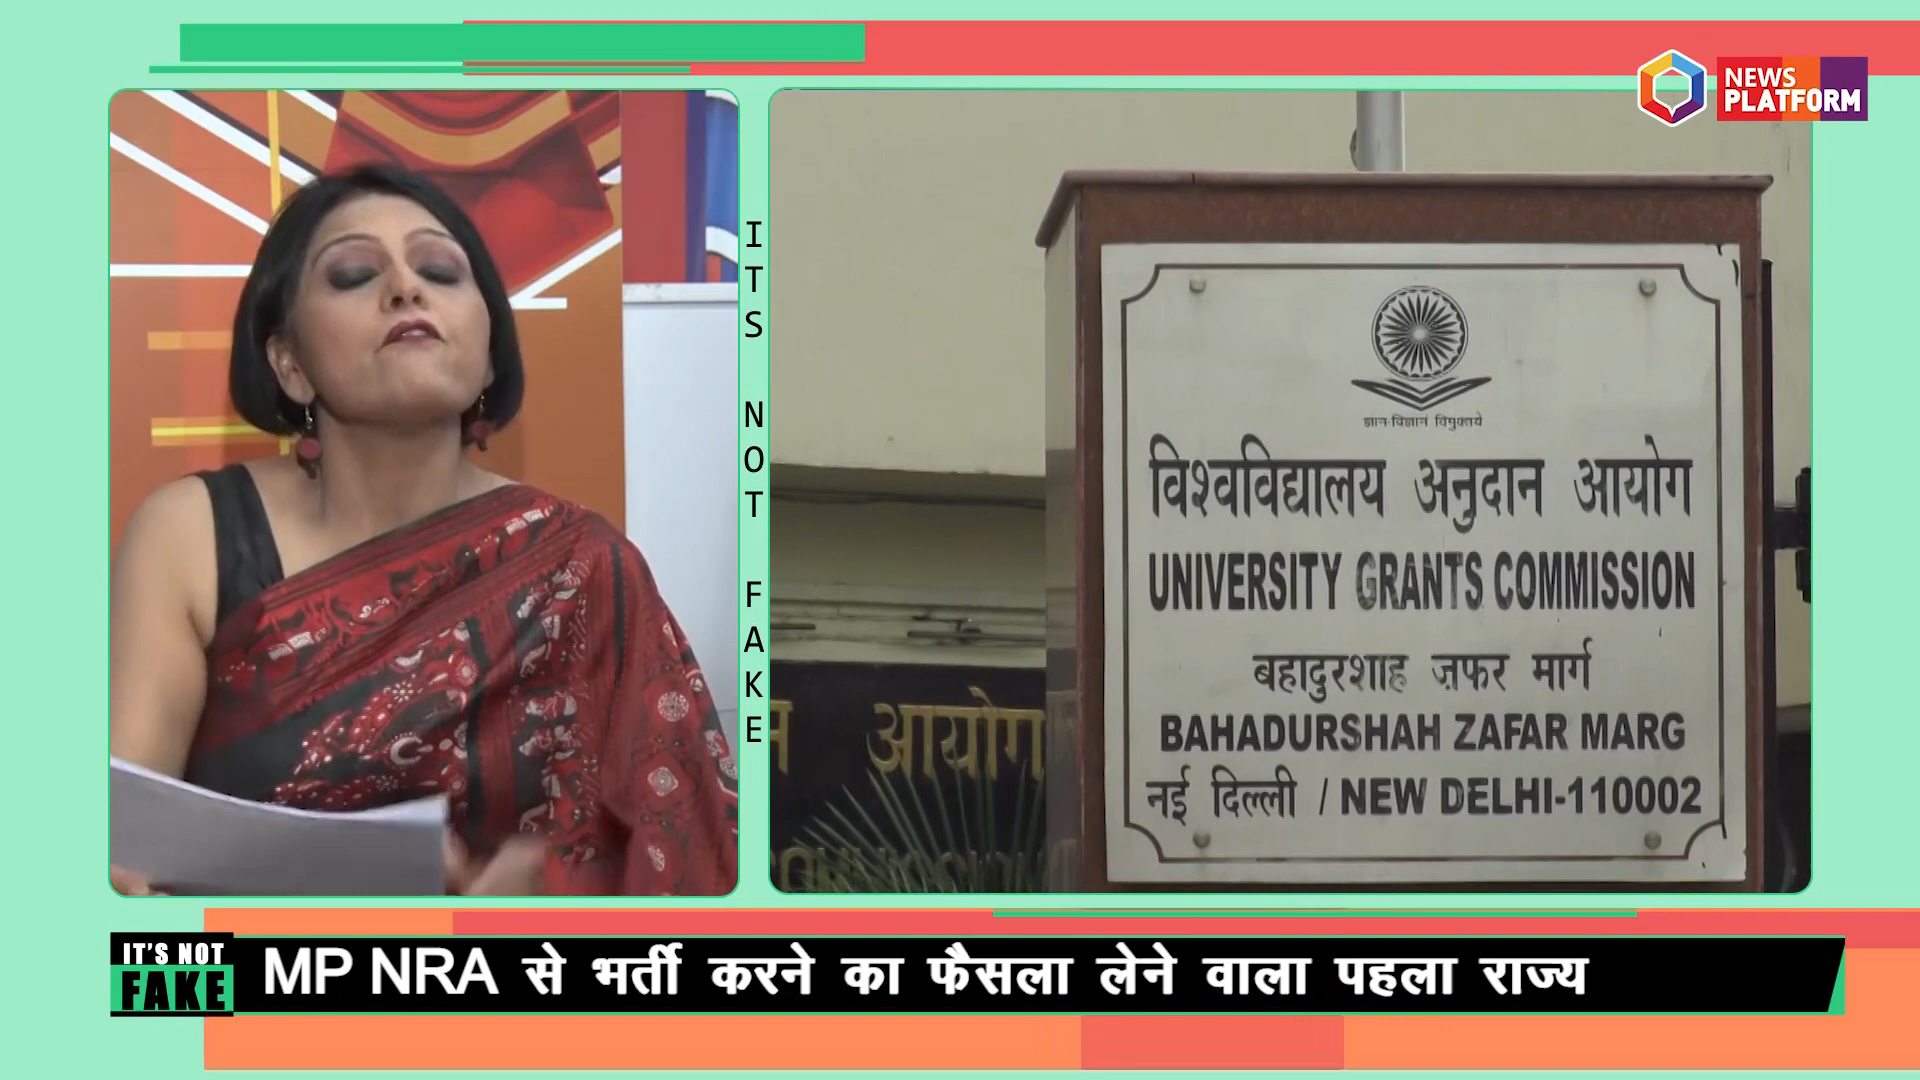 NEWS
PLATFORM
ITS NOT FAKE
ज्ञान-विज्ञानं विमुक्तये
विश्वविद्यालय अनुदान आयोग
UNIVERSITY GRANTS COMMISSION
बहादुरशाह ज़फर मार्ग
BAHADURSHAH ZAFAR MARG
नई दिल्ली / NEW DELHI-110002
आयोग
IT'S NOT
FAKE
MP NRA से भर्ती करने का फैसला लेने वाला पहला राज्य